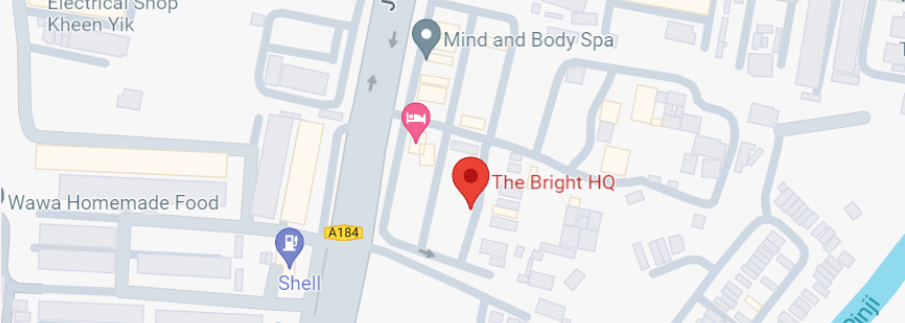 Electrical Shop
Kheen Yik
Mind and Body Spa
The Bright HQ
Wawa Homemade Food
A184
Shell